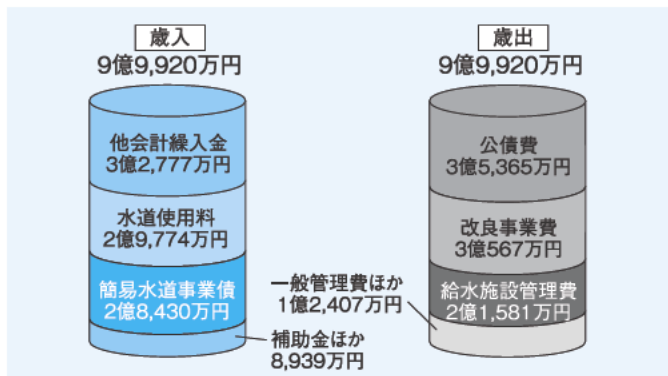 歳入
9億9,920万円
他会計繰入金
3億2,777万円
水道使用料
2億9,774万円
簡易水道事業債
2億8,430万円
補助金ほか
8,939万円
歳出
9億9,920万円
公債費
3億5,365万円
改良事業費
3億567万円
給水施設管理費
2億1,581万円
一般管理費ほか
1億2,407万円